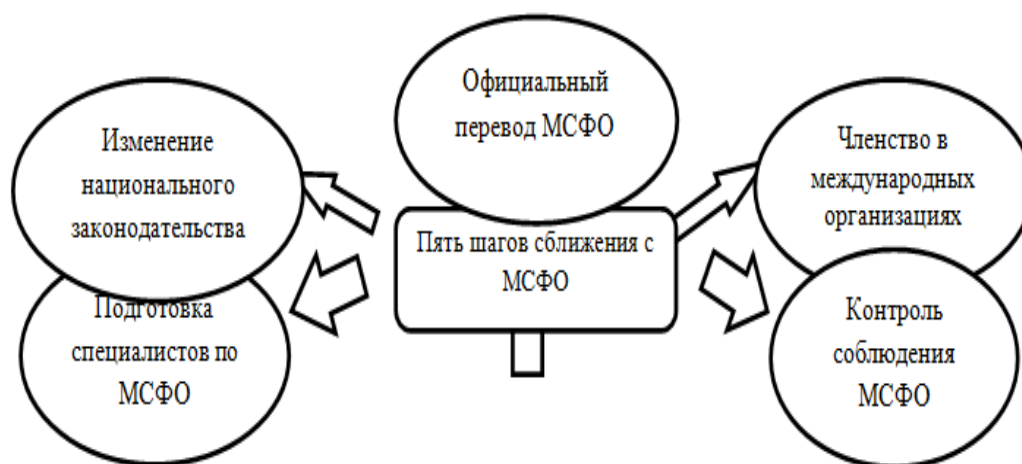 Официальный
перевод МСФО
Изменение
национального
законодательства
Членство в
международных
организациях
Пять шагов сближения с
МСФО
Подготовка
специалистов по
МСФО
Контроль
соблюдения
МСФО